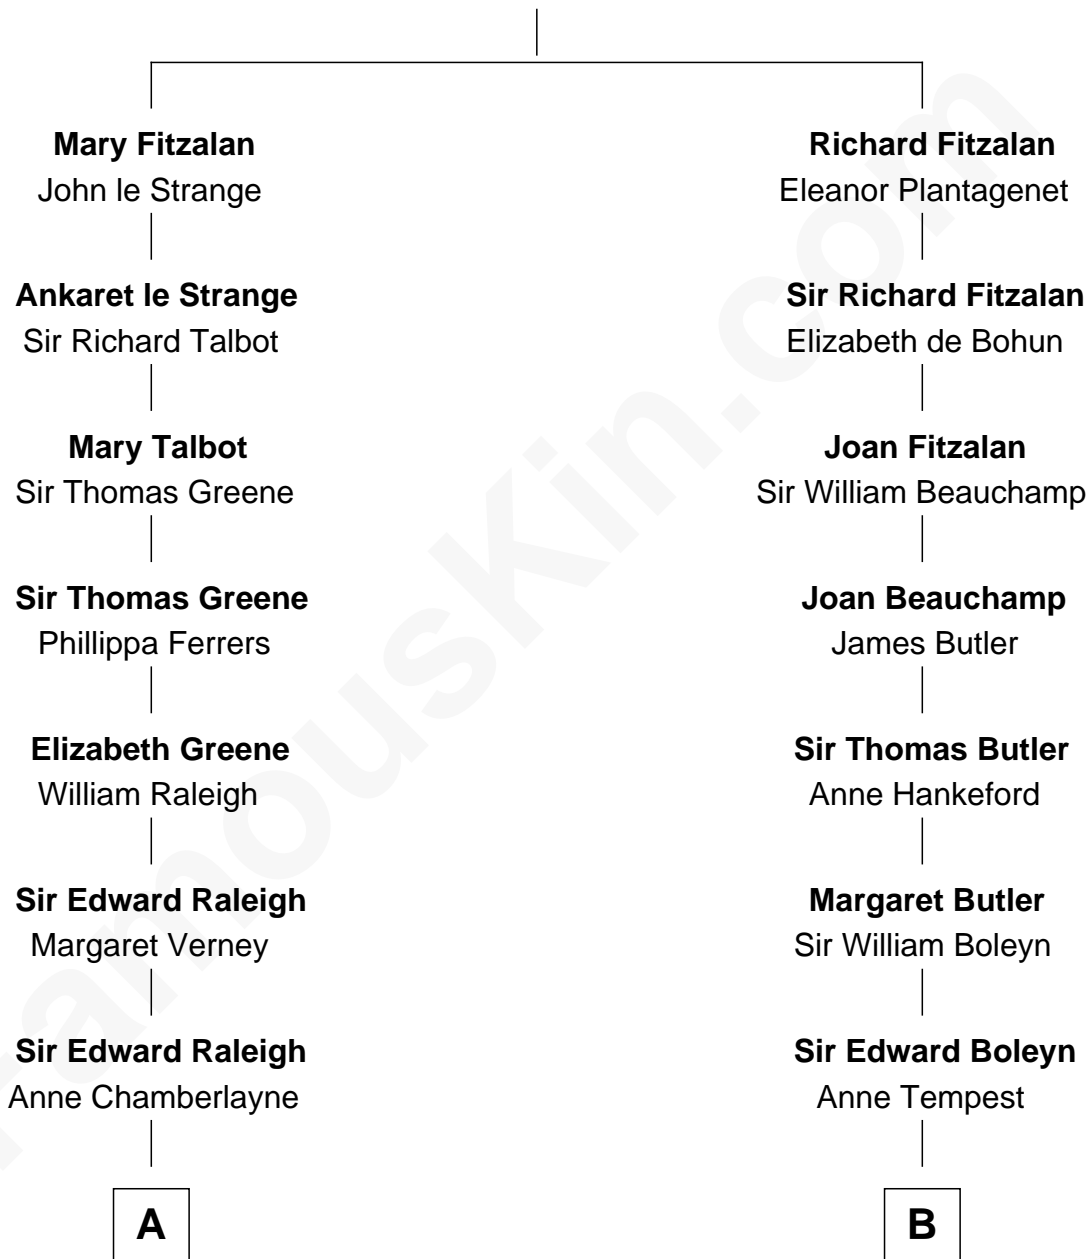 Mary Fitzalan
John le Strange
Ankaret le Strange
Sir Richard Talbot
Mary Talbot
Sir Thomas Greene
Sir Thomas Greene
Phillippa Ferrers
Elizabeth Greene
William Raleigh
Sir Edward Raleigh
Margaret Verney
Sir Edward Raleigh
Anne Chamberlayne
A
Richard Fitzalan
Eleanor Plantagenet
Sir Richard Fitzalan
Elizabeth de Bohun
Joan Fitzalan
Sir William Beauchamp
Joan Beauchamp
James Butler
Sir Thomas Butler
Anne Hankeford
Margaret Butler
Sir William Boleyn
Sir Edward Boleyn
Anne Tempest
B
FamousKin.com